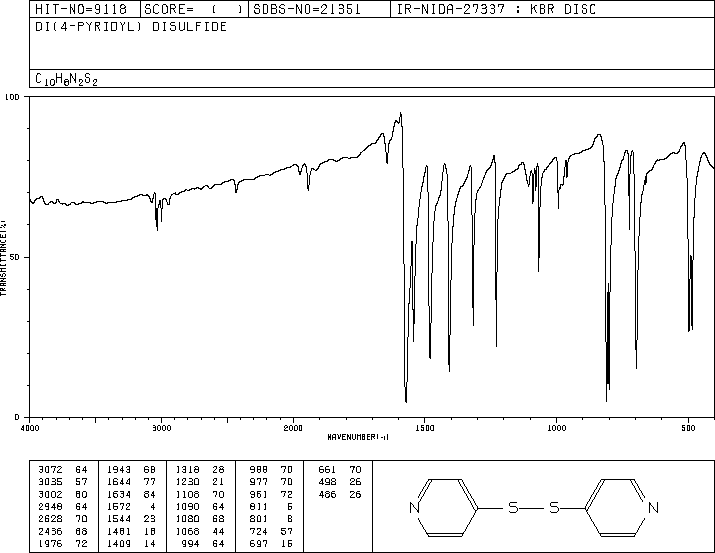 HIT-NO=9118 SCORE= ( ) SDBS-NO=21351 IR-NIDA-27337 : KBR DISC
DI(4-PYRIDYL) DISULFIDE
C10H8N2S2
100
50
0
TRANSMITTANCE(%)
4000 3000 2000 1500 1000 500
WAVENUMBER(-1)
3072 64 1943 68 1318 28 988 70 661 70
3035 57 1644 77 1230 21 977 70 498 26
3002 60 1634 84 1108 70 961 72 486 26
2948 64 1572 4 1090 64 811 5
2628 70 1544 23 1080 68 801 8
2436 68 1481 18 1068 44 724 57
1976 72 1409 14 994 64 697 15
N S S N